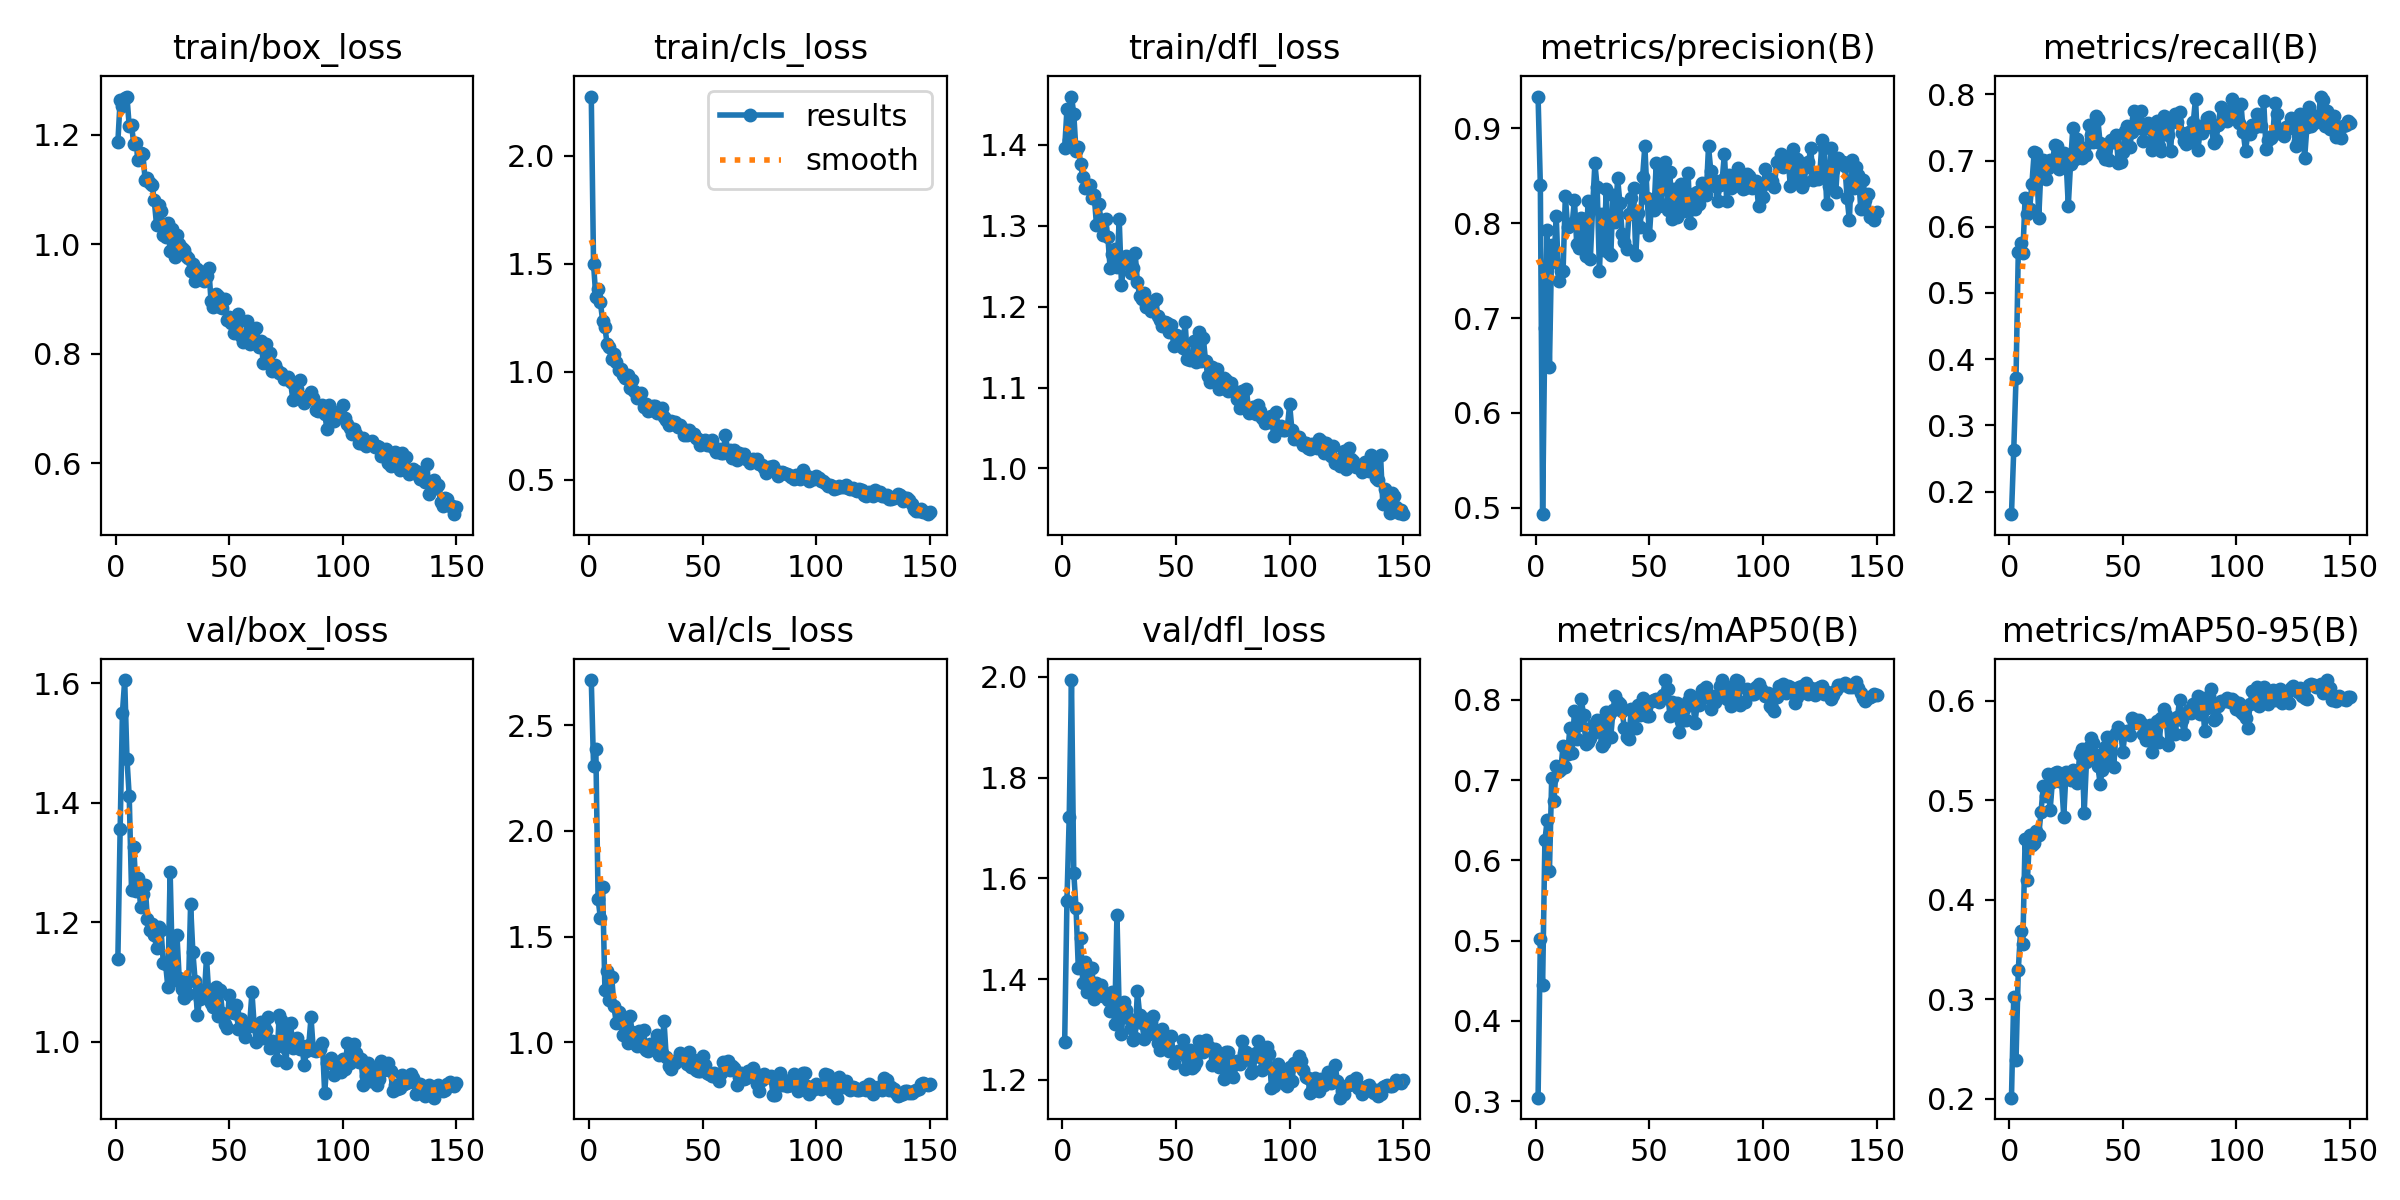 train/box_loss
train/cls_loss
train/dfl_loss
metrics/precision(B)
metrics/recall(B)
1.2
1.0
0.8
0.6
0 50 100 150
results
smooth
2.0
1.5
1.0
0.5
0 50 100 150
1.4
1.3
1.2
1.1
1.0
0 50 100 150
0.9
0.8
0.7
0.6
0.5
0 50 100 150
0.8
0.7
0.6
0.5
0.4
0.3
0.2
0 50 100 150
val/box_loss
val/cls_loss
val/dfl_loss
metrics/mAP50(B)
metrics/mAP50-95(B)
1.6
1.4
1.2
1.0
0 50 100 150
2.5
2.0
1.5
1.0
0 50 100 150
2.0
1.8
1.6
1.4
1.2
0 50 100 150
0.8
0.7
0.6
0.5
0.4
0.3
0 50 100 150
0.6
0.5
0.4
0.3
0.2
0 50 100 150